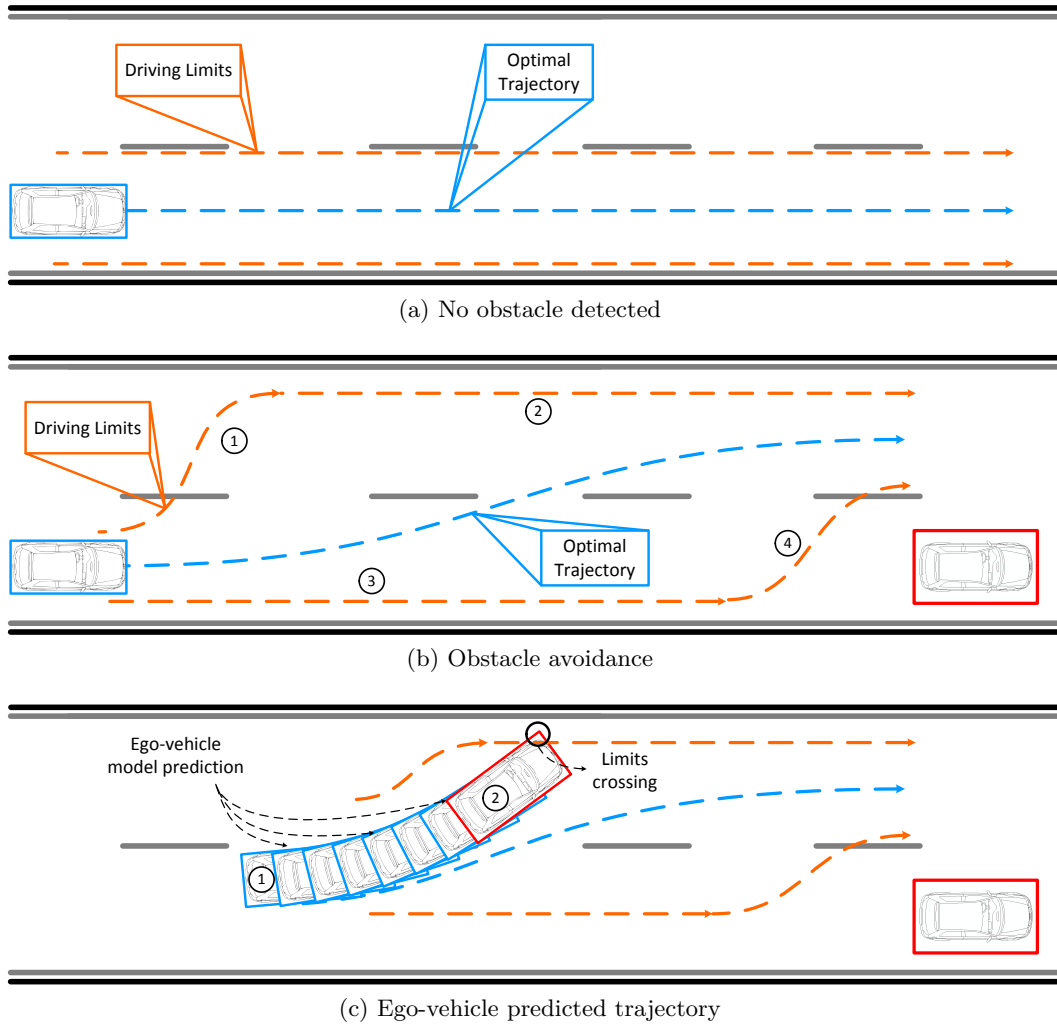 Driving Limits
Optimal
Trajectory
(a) No obstacle detected
Driving Limits
1
2
3
4
Optimal
Trajectory
(b) Obstacle avoidance
Ego-vehicle
model prediction
Limits
crossing
1
2
(c) Ego-vehicle predicted trajectory